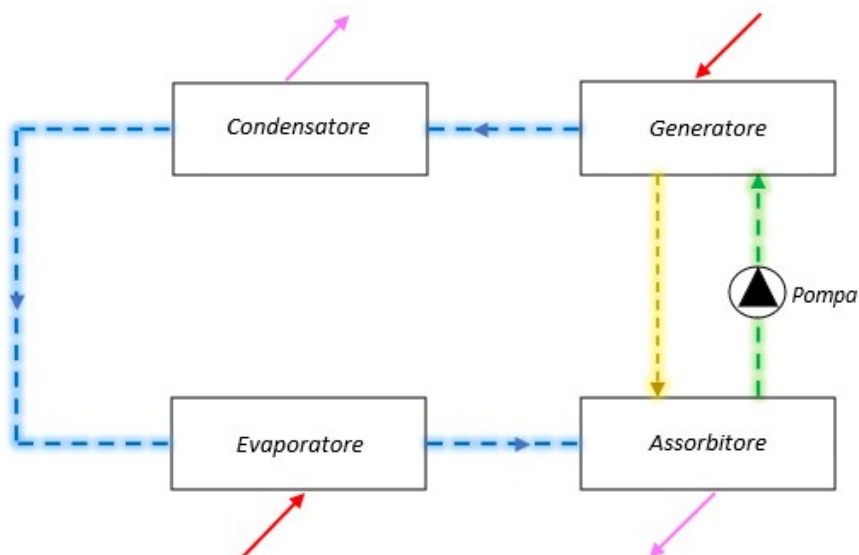 Condensatore
Generatore
Pompa
Evaporatore
Assorbitore